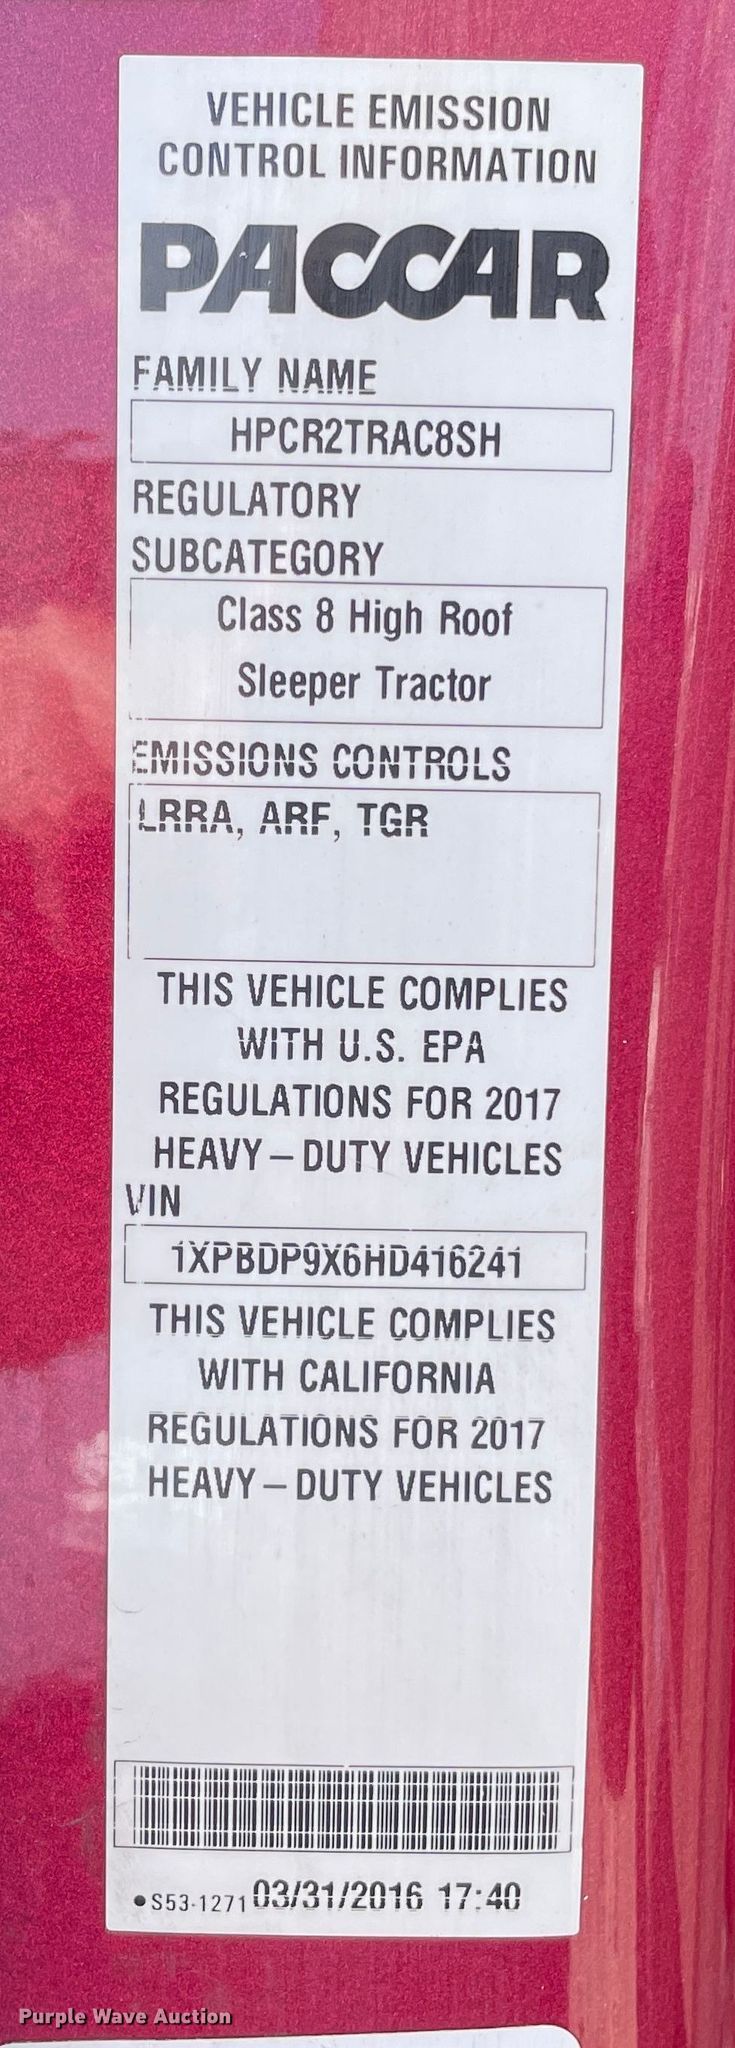 VEHICLE EMISSION
CONTROL INFORMATION
PACCAR
FAMILY NAME
HPCR2TRAC8SH
REGULATORY
SUBCATEGORY
Class 8 High Roof
Sleeper Tractor
EMISSIONS CONTROLS
LRRA, ARF, TGR
THIS VEHICLE COMPLIES
WITH U.S. EPA
REGULATIONS FOR 2017
HEAVY – DUTY VEHICLES
VIN
1XPBDP9X6HD416241
THIS VEHICLE COMPLIES
WITH CALIFORNIA
REGULATIONS FOR 2017
HEAVY – DUTY VEHICLES
•S53-1271 03/31/2016 17:40
Purple Wave Auction